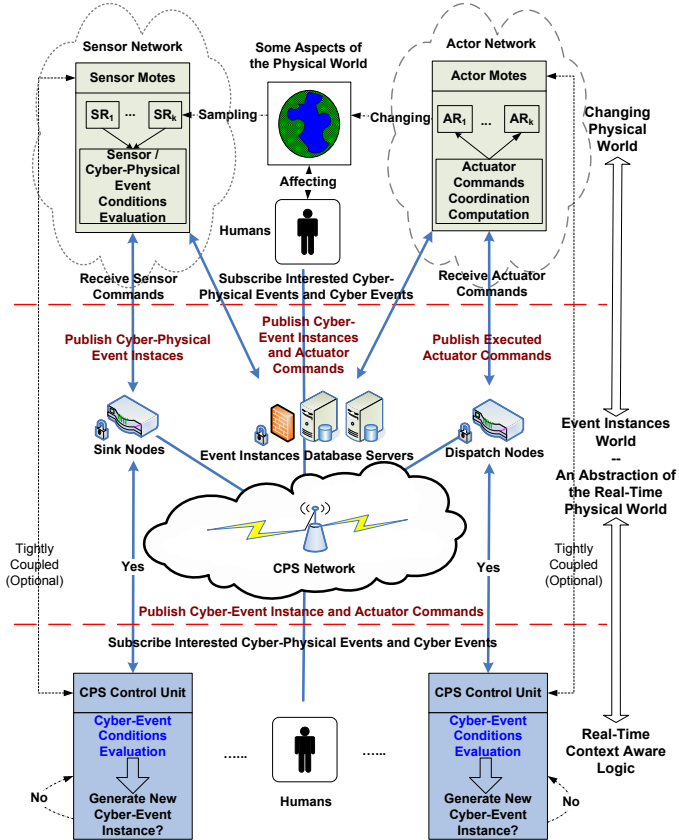 Sensor Network
Some Aspects of
the Physical World
Actor Network
Sensor Motes
SR1 ... SRk
Sensor /
Cyber-Physical
Event
Conditions
Evaluation
Sampling
Changing
Affecting
Humans
Actor Motes
AR1 ... ARk
Actuator
Commands
Coordination
Computation
Changing
Physical
World
Receive Sensor
Commands
Subscribe Interested Cyber-
Physical Events and Cyber Events
Receive Actuator
Commands
Publish Cyber-Physical
Event Instaces
Publish Cyber-
Event Instances
and Actuator
Commands
Publish Executed
Actuator Commands
Sink Nodes
Event Instances Database Servers
Dispatch Nodes
Event Instances
World
--
An Abstraction of
the Real-Time
Physical World
CPS Network
Tightly
Coupled
(Optional)
Yes
Yes
Tightly
Coupled
(Optional)
Publish Cyber-Event Instance and Actuator Commands
Subscribe Interested Cyber-Physical Events and Cyber Events
CPS Control Unit
Cyber-Event
Conditions
Evaluation
No
Generate New
Cyber-Event
Instance?
......
Humans
......
CPS Control Unit
Cyber-Event
Conditions
Evaluation
Generate New
Cyber-Event
Instance?
No
Real-Time
Context Aware
Logic